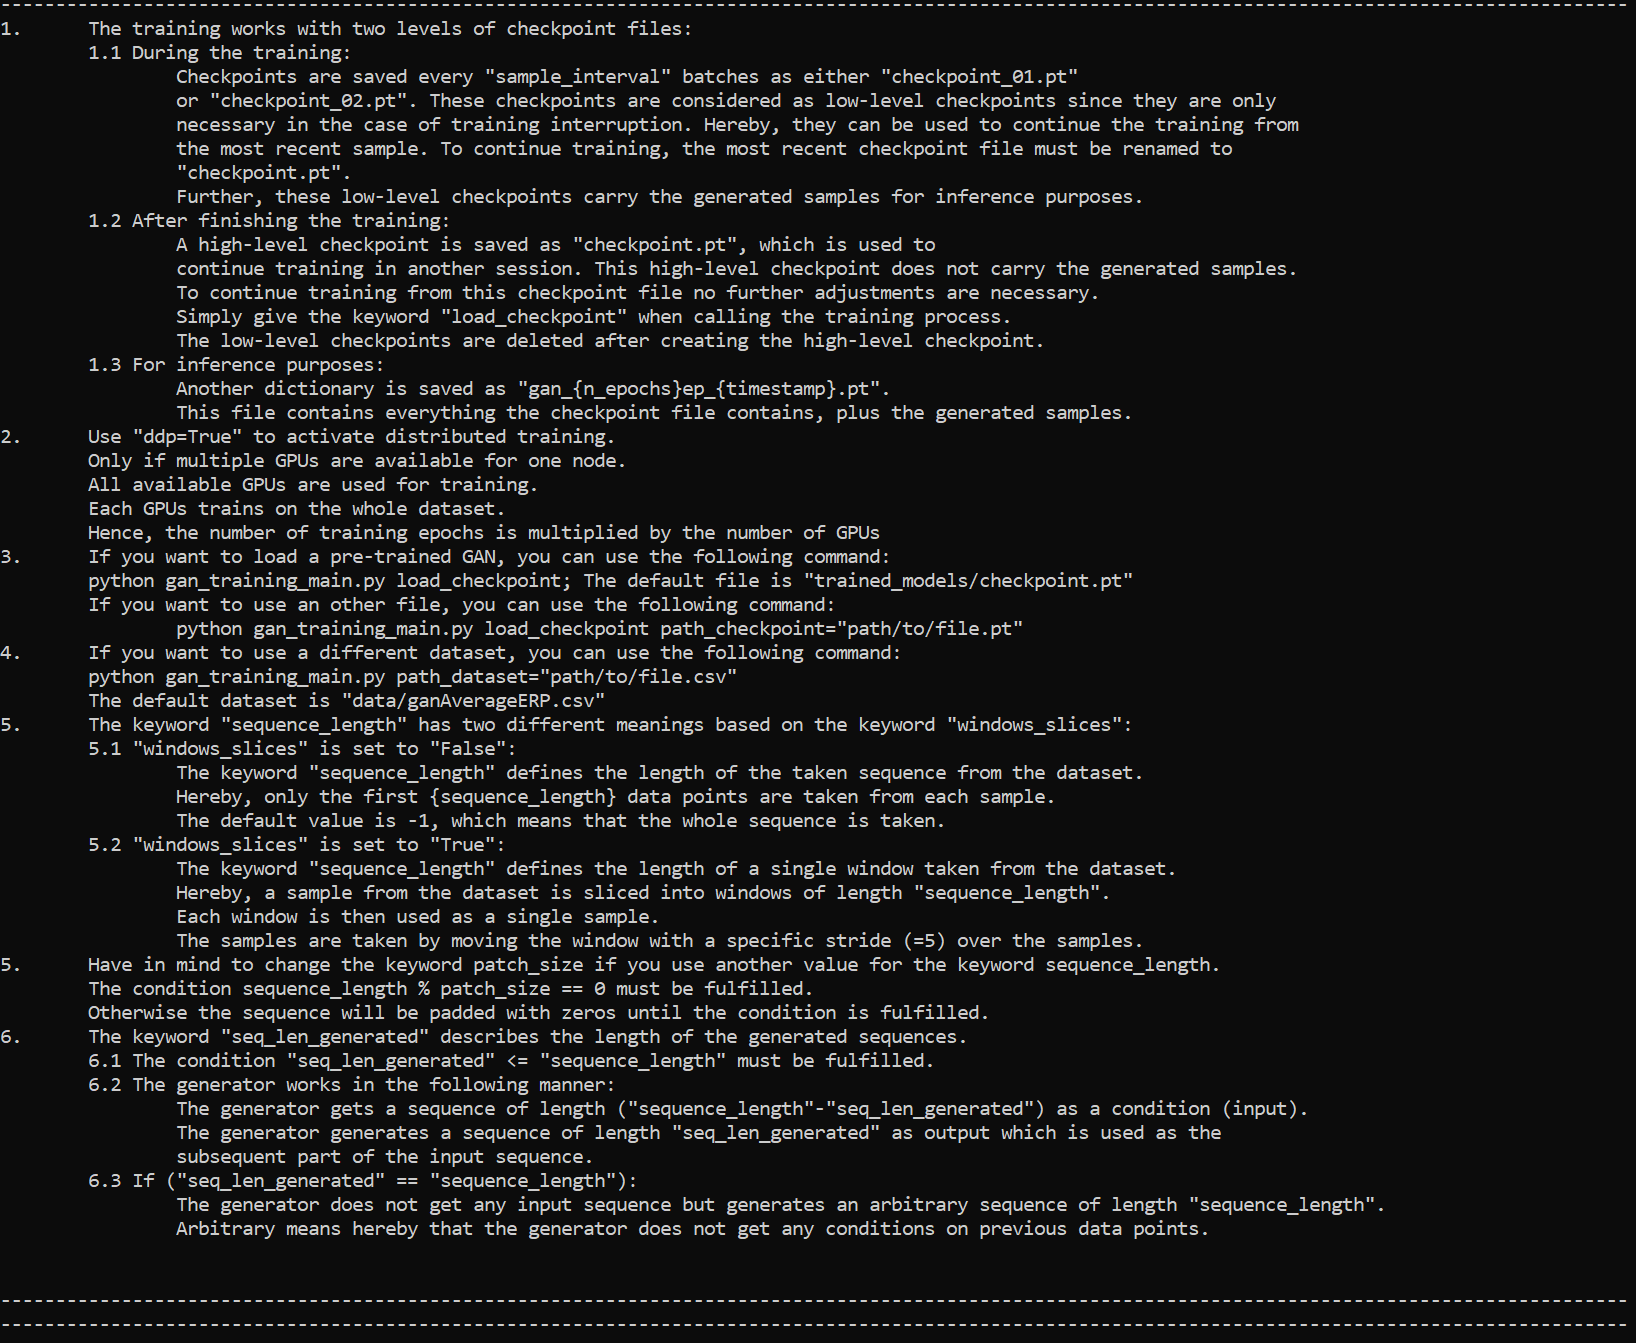 --------------------------------------------------------------------------------------------------------------------------------------------------------------------
1.      The training works with two levels of checkpoint files:
        1.1 During the training:
                Checkpoints are saved every "sample_interval" batches as either "checkpoint_01.pt"
                or "checkpoint_02.pt". These checkpoints are considered as low-level checkpoints since they are only
                necessary in the case of training interruption. Hereby, they can be used to continue the training from
                the most recent sample. To continue training, the most recent checkpoint file must be renamed to
                "checkpoint.pt".
                Further, these low-level checkpoints carry the generated samples for inference purposes.
        1.2 After finishing the training:
                A high-level checkpoint is saved as "checkpoint.pt", which is used to
                continue training in another session. This high-level checkpoint does not carry the generated samples.
                To continue training from this checkpoint file no further adjustments are necessary.
                Simply give the keyword "load_checkpoint" when calling the training process.
                The low-level checkpoints are deleted after creating the high-level checkpoint.
        1.3 For inference purposes:
                Another dictionary is saved as "gan_{n_epochs}ep_{timestamp}.pt".
                This file contains everything the checkpoint file contains, plus the generated samples.
2.      Use "ddp=True" to activate distributed training.
        Only if multiple GPUs are available for one node.
        All available GPUs are used for training.
        Each GPUs trains on the whole dataset.
        Hence, the number of training epochs is multiplied by the number of GPUs
3.      If you want to load a pre-trained GAN, you can use the following command:
        python gan_training_main.py load_checkpoint; The default file is "trained_models/checkpoint.pt"
        If you want to use an other file, you can use the following command:
                python gan_training_main.py load_checkpoint path_checkpoint="path/to/file.pt"
4.      If you want to use a different dataset, you can use the following command:
        python gan_training_main.py path_dataset="path/to/file.csv"
        The default dataset is "data/ganAverageERP.csv"
5.      The keyword "sequence_length" has two different meanings based on the keyword "windows_slices":
        5.1 "windows_slices" is set to "False":
                The keyword "sequence_length" defines the length of the taken sequence from the dataset.
                Hereby, only the first {sequence_length} data points are taken from each sample.
                The default value is -1, which means that the whole sequence is taken.
        5.2 "windows_slices" is set to "True":
                The keyword "sequence_length" defines the length of a single window taken from the dataset.
                Hereby, a sample from the dataset is sliced into windows of length "sequence_length".
                Each window is then used as a single sample.
                The samples are taken by moving the window with a specific stride (=5) over the samples.
5.      Have in mind to change the keyword patch_size if you use another value for the keyword sequence_length.
        The condition sequence_length % patch_size == 0 must be fulfilled.
        Otherwise the sequence will be padded with zeros until the condition is fulfilled.
6.      The keyword "seq_len_generated" describes the length of the generated sequences.
        6.1 The condition "seq_len_generated" <= "sequence_length" must be fulfilled.
        6.2 The generator works in the following manner:
                The generator gets a sequence of length ("sequence_length"-"seq_len_generated") as a condition (input).
                The generator generates a sequence of length "seq_len_generated" as output which is used as the
                subsequent part of the input sequence.
        6.3 If ("seq_len_generated" == "sequence_length"):
                The generator does not get any input sequence but generates an arbitrary sequence of length "sequence_length".
                Arbitrary means hereby that the generator does not get any conditions on previous data points.
----------------------------------------------------------------------------------------------------------------------------------------------------
----------------------------------------------------------------------------------------------------------------------------------------------------